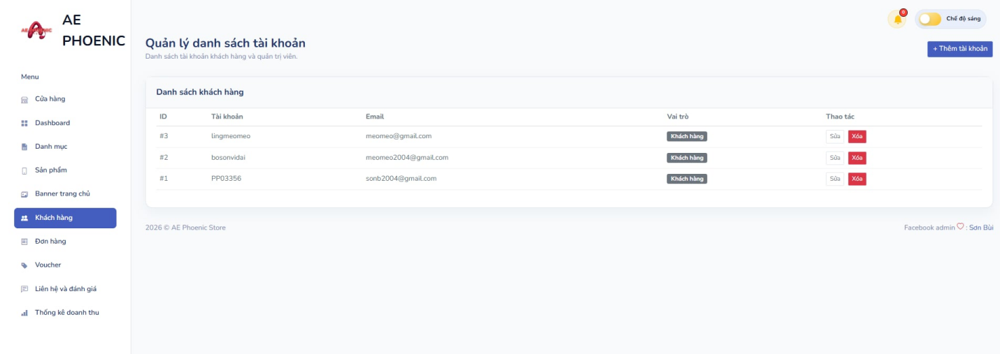 AE PHOENIC
AE
PHOENIC
0
Chế độ sáng
Quản lý danh sách tài khoản
Danh sách tài khoản khách hàng và quản trị viên.
+ Thêm tài khoản
Menu
Cửa hàng
Dashboard
Danh mục
Sản phẩm
Banner trang chủ
Khách hàng
Đơn hàng
Voucher
Liên hệ và đánh giá
Thống kê doanh thu
Danh sách khách hàng
ID Tài khoản Email Vai trò Thao tác
#3 lingmeomeo meomeo@gmail.com Khách hàng Sửa Xóa
#2 bosonvidai meomeo2004@gmail.com Khách hàng Sửa Xóa
#1 PP03356 sonb2004@gmail.com Khách hàng Sửa Xóa
2026 © AE Phoenic Store
Facebook admin ♡ : Sơn Bùi